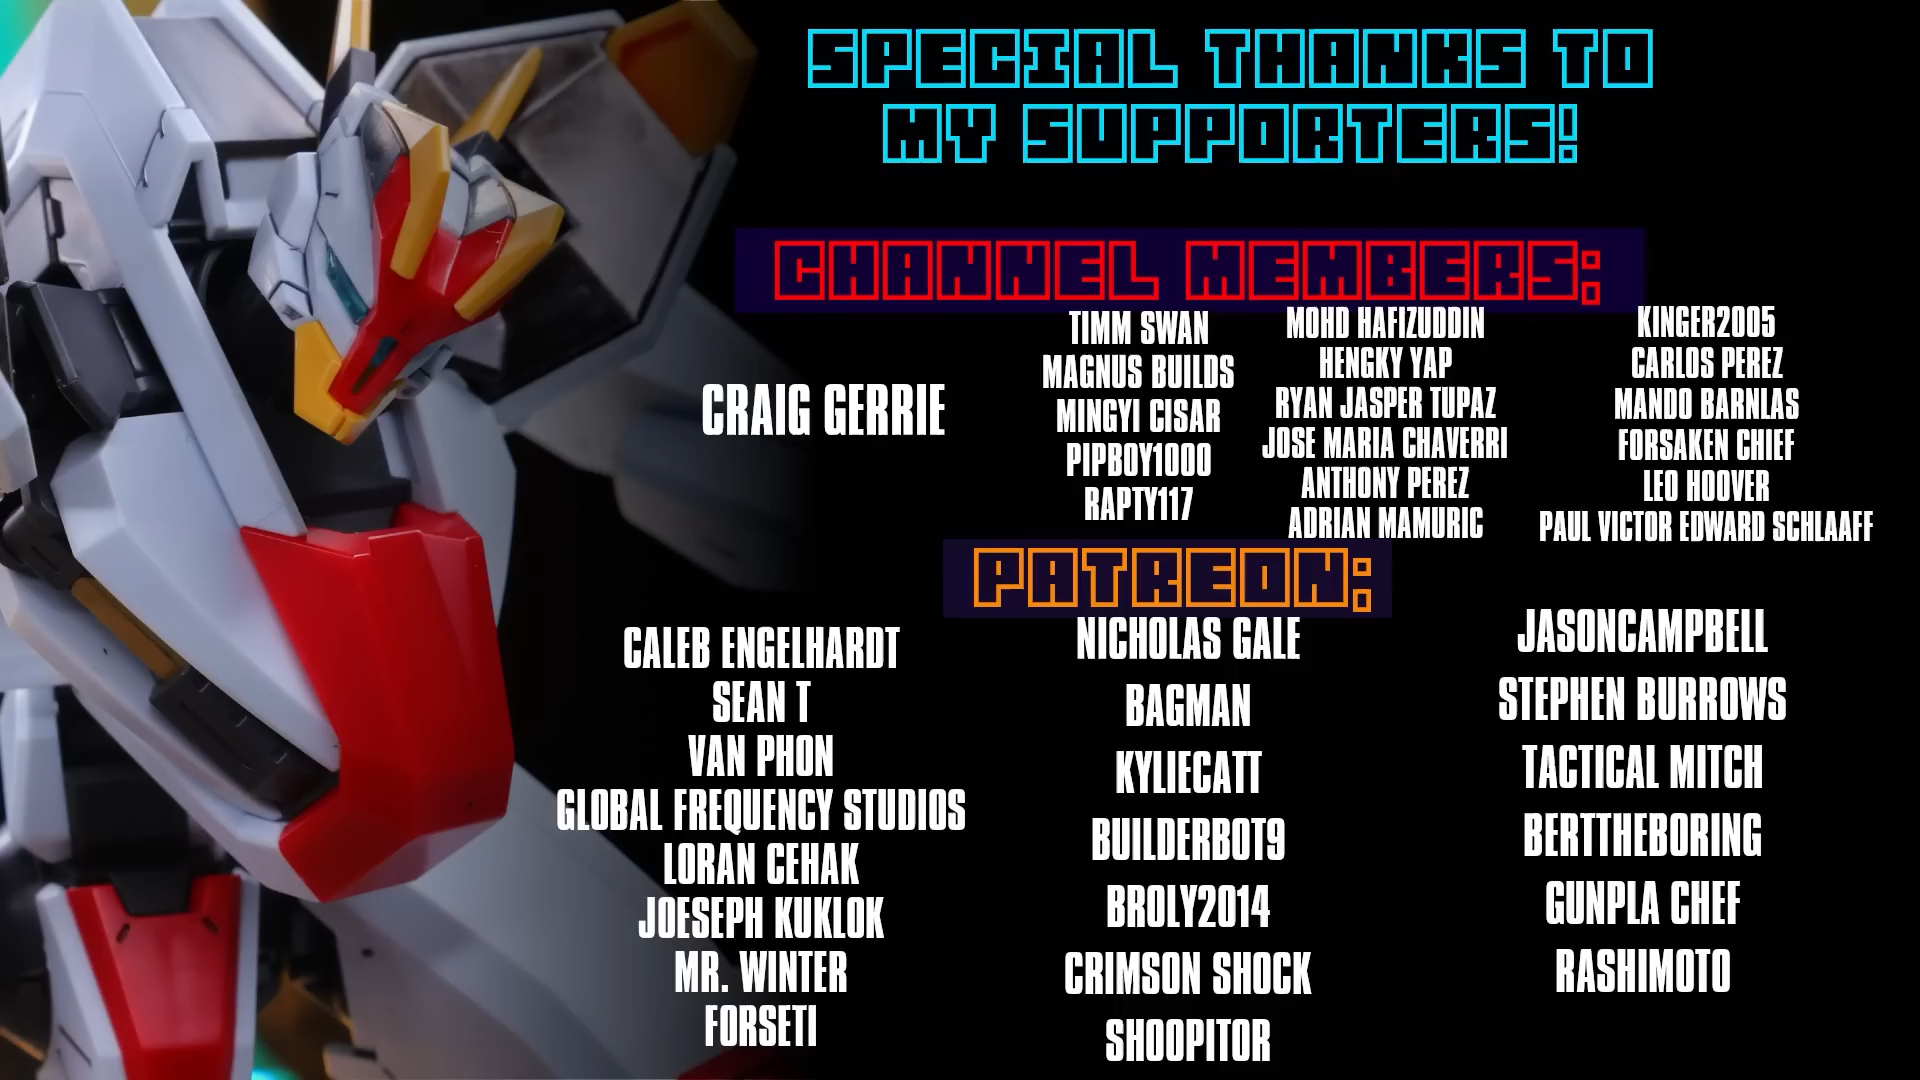 SPECIAL THANKS TO
MY SUPPORTERS!
CHANNEL MEMBERS:
CRAIG GERRIE
TIMM SWAN
MAGNUS BUILDS
MINGYI CISAR
PIPBOY1000
RAPTY117
MOHD HAFIZUDDIN
HENGKY YAP
RYAN JASPER TUPAZ
JOSE MARIA CHAVERRI
ANTHONY PEREZ
ADRIAN MAMURIC
KINGER2005
CARLOS PEREZ
MANDO BARNLAS
FORSAKEN CHIEF
LEO HOOVER
PAUL VICTOR EDWARD SCHLAAFF
PATREON:
CALEB ENGELHARDT
SEAN T
VAN PHON
GLOBAL FREQUENCY STUDIOS
LORAN CEHAK
JOESEPH KUKLOK
MR. WINTER
FORSETI
NICHOLAS GALE
BAGMAN
KYLIECATT
BUILDERBOT9
BROLY2014
CRIMSON SHOCK
SHOOPITOR
JASONCAMPBELL
STEPHEN BURROWS
TACTICAL MITCH
BERTTHEBORING
GUNPLA CHEF
RASHIMOTO